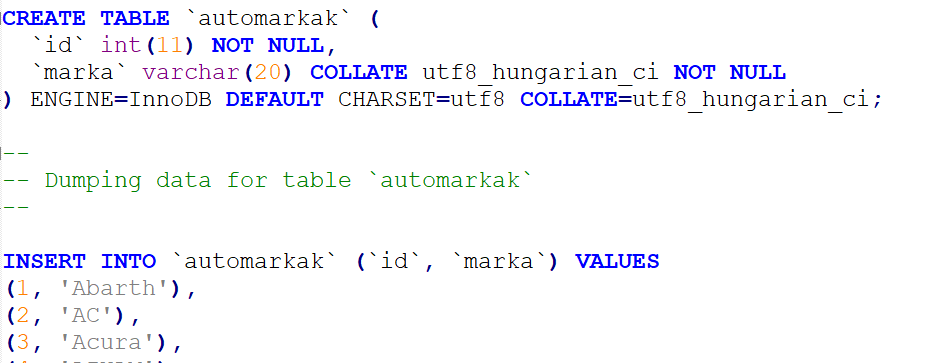 CREATE TABLE `automarkak` (
  `id` int(11) NOT NULL,
  `marka` varchar(20) COLLATE utf8_hungarian_ci NOT NULL
) ENGINE=InnoDB DEFAULT CHARSET=utf8 COLLATE=utf8_hungarian_ci;
--
-- Dumping data for table `automarkak`
--
INSERT INTO `automarkak` (`id`, `marka`) VALUES
(1, 'Abarth'),
(2, 'AC'),
(3, 'Acura'),